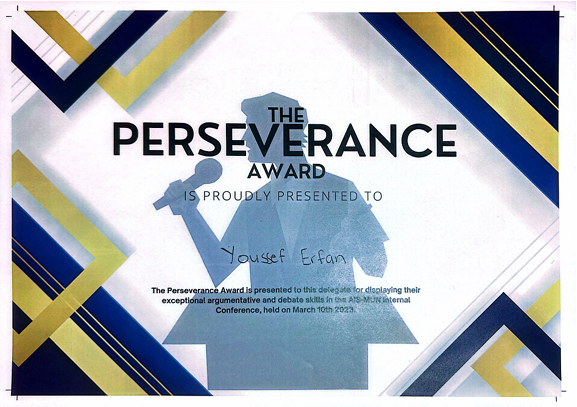 THE
PERSEVERANCE
AWARD
IS PROUDLY PRESENTED TO
Youssef Erfan
The Perseverance Award is presented to this delegate for displaying their
exceptional argumentative and debate skills in the AIS-MUN Internal
Conference, held on March 10th 2023.